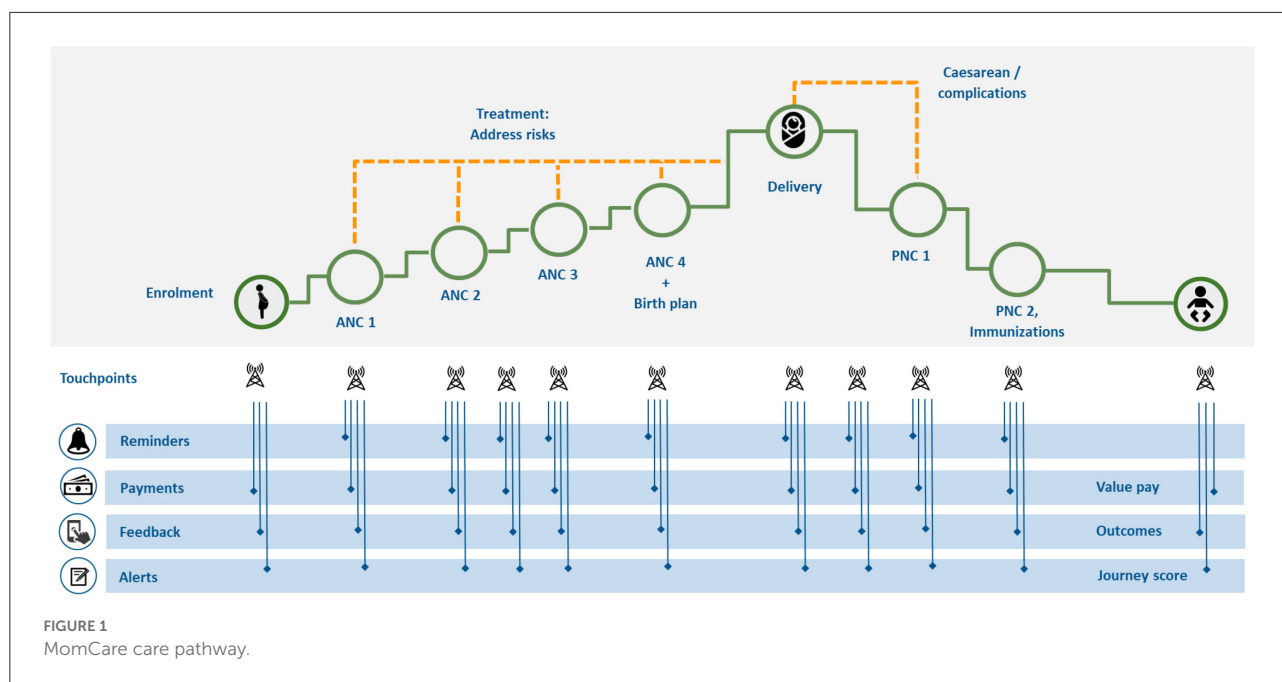 Caesarean /
complications
Treatment:
Address risks
Delivery
Enrolment
ANC 1
ANC 2
ANC 3
ANC 4
+
Birth plan
PNC 1
PNC 2,
Immunizations
Touchpoints
Reminders
Payments
Value pay
Feedback
Outcomes
Alerts
Journey score
FIGURE 1
MomCare care pathway.